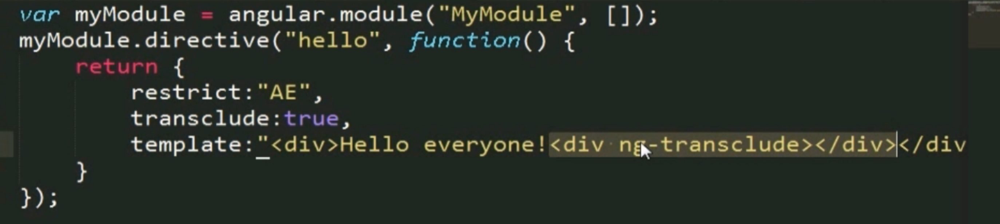 var myModule = angular.module("MyModule", []);
myModule.directive("hello", function() {
return {
restrict:"AE",
transclude:true,
template:"<div>Hello everyone!<div ng-transclude></div></div
}
});